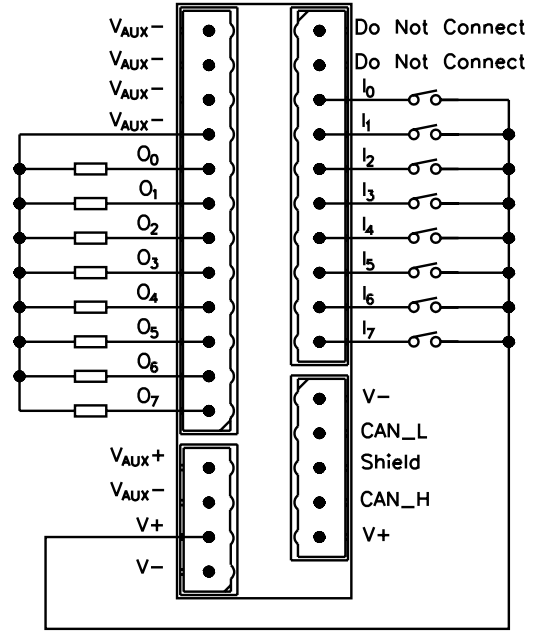 VAUX−
VAUX−
VAUX−
VAUX−
O0
O1
O2
O3
O4
O5
O6
O7
VAUX+
VAUX−
V+
V−
Do Not Connect
Do Not Connect
I0
I1
I2
I3
I4
I5
I6
I7
V−
CAN_L
Shield
CAN_H
V+